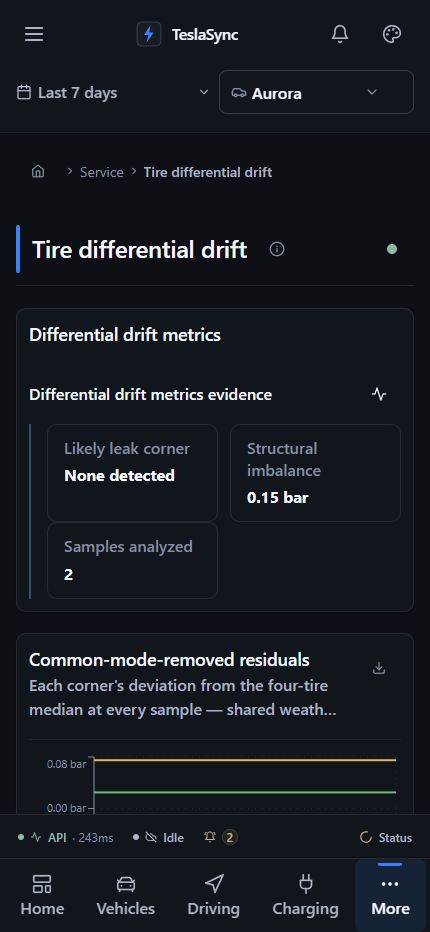 TeslaSync
Last 7 days
Aurora
Service > Tire differential drift
Tire differential drift
Differential drift metrics
Differential drift metrics evidence
Likely leak corner
None detected
Structural
imbalance
0.15 bar
Samples analyzed
2
Common-mode-removed residuals
Each corner's deviation from the four-tire
median at every sample — shared weath...
0.08 bar
0.00 bar
API · 243ms
Idle
2
Status
Home
Vehicles
Driving
Charging
More